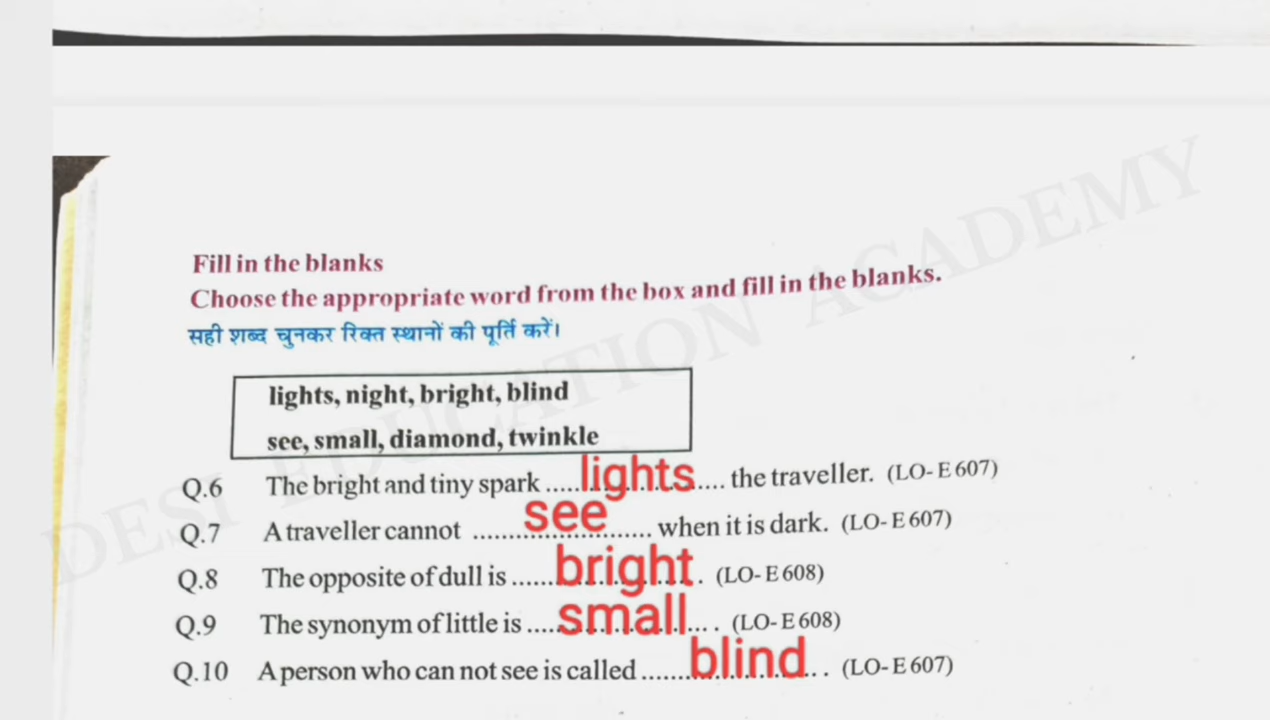 Fill in the blanks
Choose the appropriate word from the box and fill in the blanks.
सही शब्द चुनकर रिक्त स्थानों की पूर्ति करें।
lights, night, bright, blind
see, small, diamond, twinkle
Q.6 The bright and tiny spark .....lights.... the traveller. (LO- E 607)
Q.7 A traveller cannot ..........see.......... when it is dark. (LO- E 607)
Q.8 The opposite of dull is ......bright. (LO- E 608)
Q.9 The synonym of little is ....small... . (LO- E 608)
Q.10 A person who can not see is called ......blind.. . (LO- E 607)
DESI EDUCATION ACADEMY